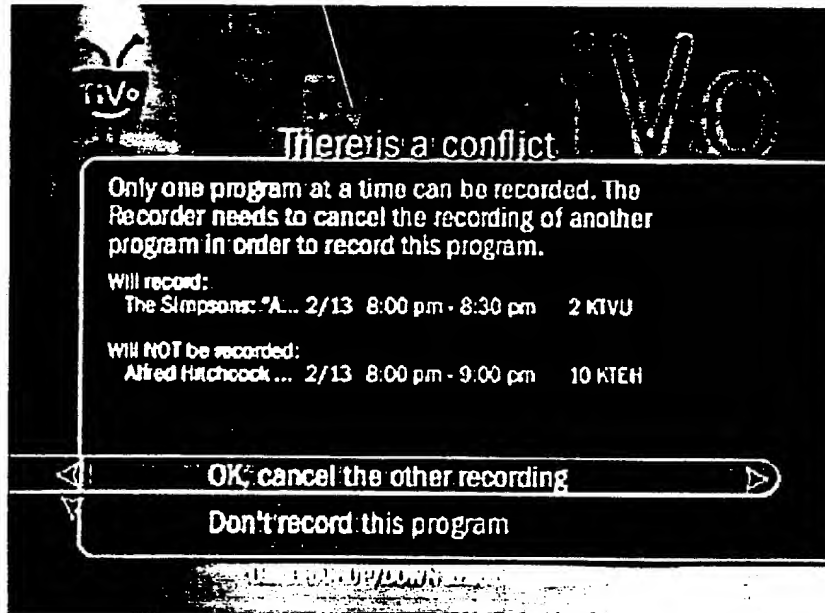 TiVo
TiVo
There is a conflict
Only one program at a time can be recorded. The
Recorder needs to cancel the recording of another
program in order to record this program.
Will record:
The Simpsons: "A... 2/13 8:00 pm - 8:30 pm 2 KTVU
Will NOT be recorded:
Alfred Hitchcock ... 2/13 8:00 pm - 9:00 pm 10 KTEH
OK, cancel the other recording
Don't record this program
UP/DOWN